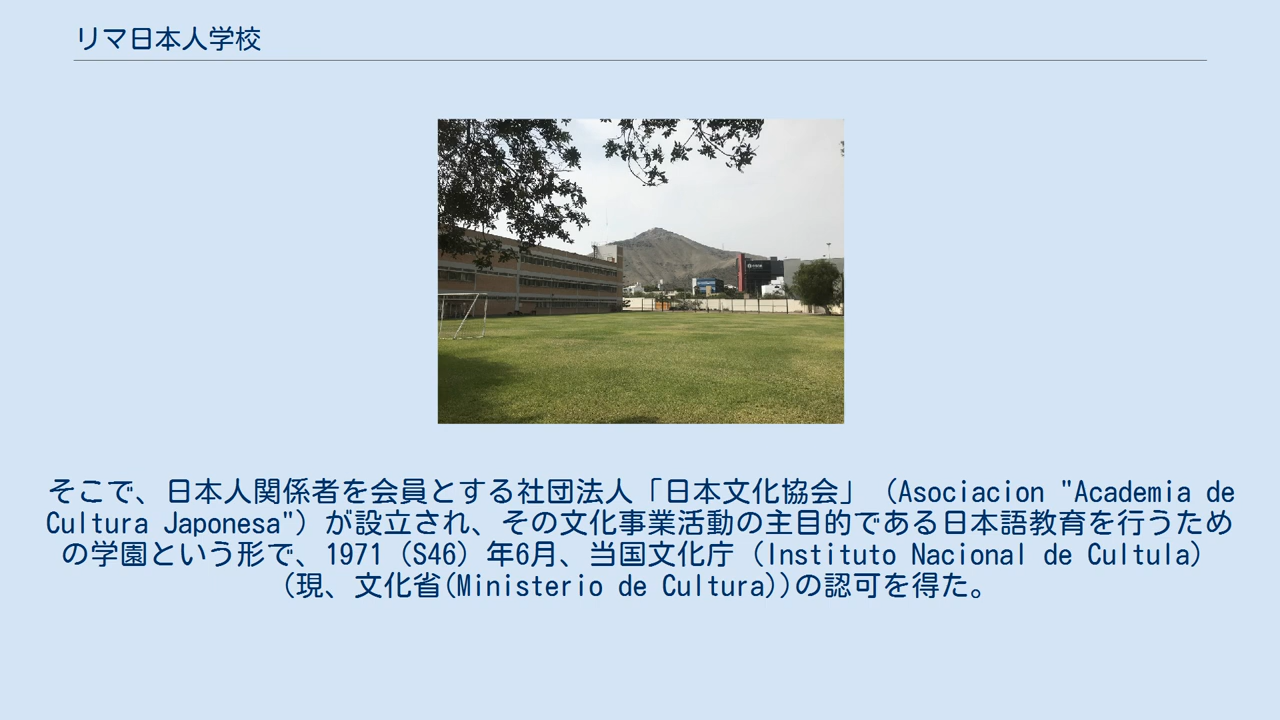 リマ日本人学校
そこで、日本人関係者を会員とする社団法人「日本文化協会」（Asociacion "Academia de
Cultura Japonesa"）が設立され、その文化事業活動の主目的である日本語教育を行うため
の学園という形で、1971（S46）年6月、当国文化庁（Instituto Nacional de Cultula）
（現、文化省(Ministerio de Cultura))の認可を得た。